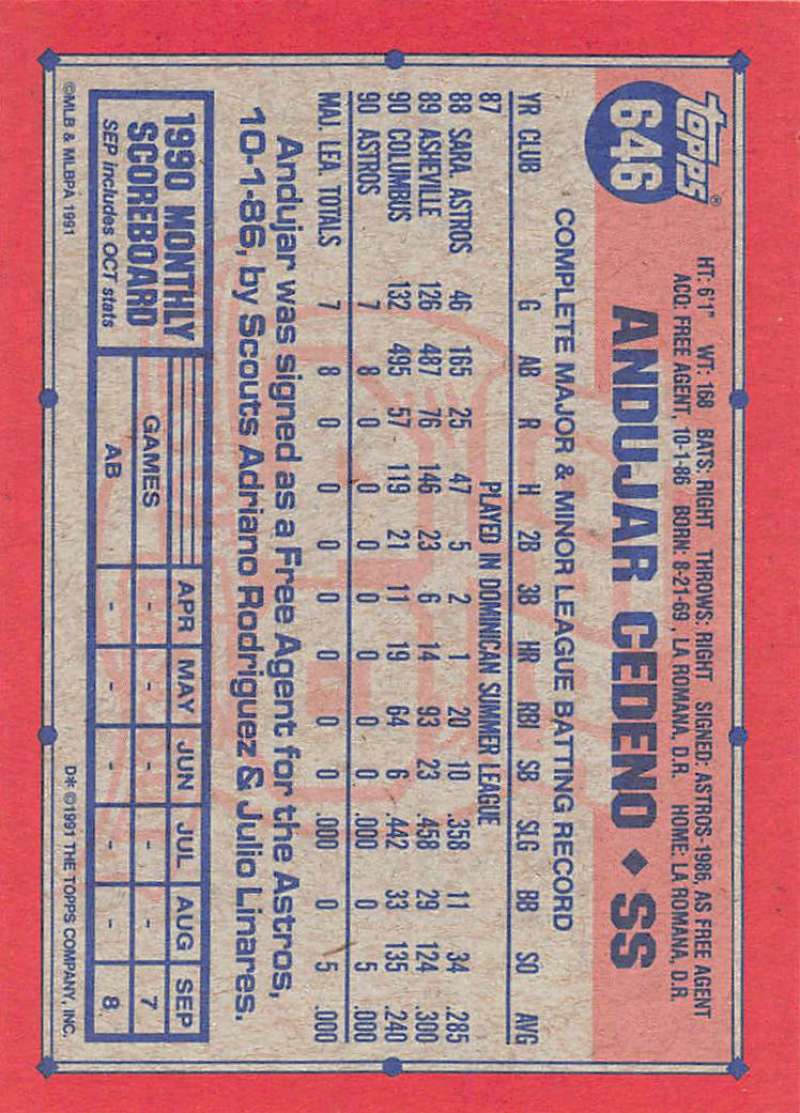 Topps®
646
HT: 6'1" WT: 168 BATS: RIGHT THROWS: RIGHT SIGNED: ASTROS-1986, AS FREE AGENT
ACQ: FREE AGENT, 10-1-86 BORN: 8-21-69, LA ROMANA, D.R. HOME: LA ROMANA, D.R.
ANDUJAR CEDENO ◆ SS
COMPLETE MAJOR & MINOR LEAGUE BATTING RECORD
YR CLUB G AB R H 2B 3B HR RBI SB SLG BB SO AVG
87 PLAYED IN DOMINICAN SUMMER LEAGUE
88 SARA. ASTROS 46 165 25 47 5 2 1 20 10 .358 11 34 .285
89 ASHEVILLE 126 487 76 146 23 6 14 93 23 .458 29 124 .300
90 COLUMBUS 132 495 57 119 21 11 19 64 6 .442 33 135 .240
90 ASTROS 7 8 0 0 0 0 0 0 0 .000 0 5 .000
MAJ. LEA. TOTALS 7 8 0 0 0 0 0 0 0 .000 0 5 .000
Andujar was signed as a Free Agent for the Astros,
10-1-86, by Scouts Adriano Rodriguez & Julio Linares.
1990 MONTHLY
SCOREBOARD
SEP includes OCT stats
APR MAY JUN JUL AUG SEP
GAMES - - - - - 7
AB - - - - - 8
©MLB & MLBPA 1991
D* ©1991 THE TOPPS COMPANY, INC.